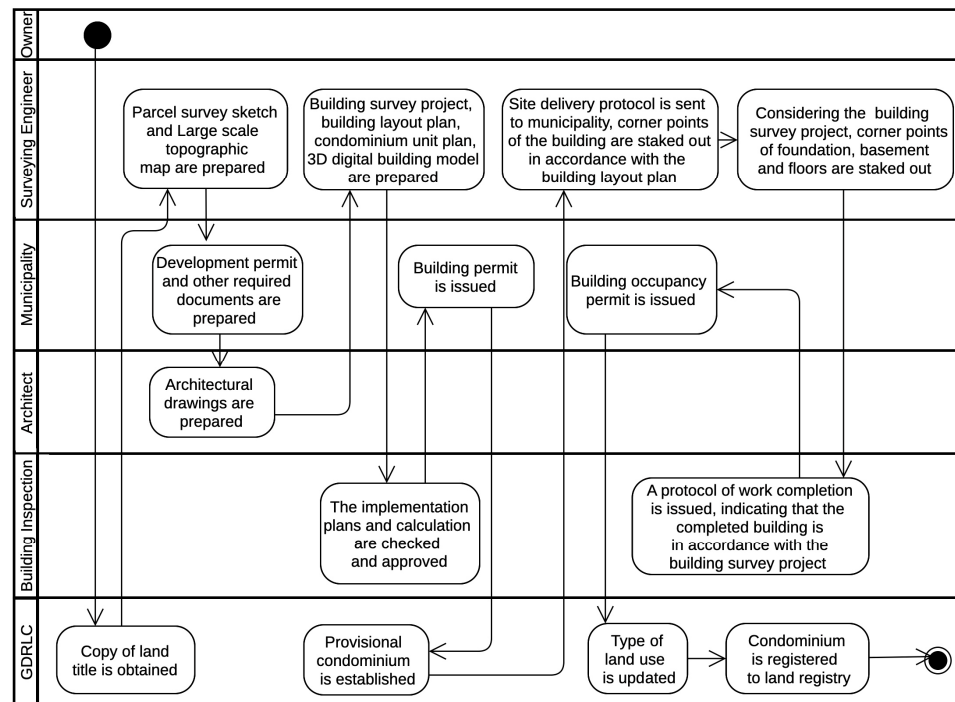 Owner
Surveying Engineer
Parcel survey sketch
and Large scale
topographic
map are prepared
Building survey project,
building layout plan,
condominium unit plan,
3D digital building model
are prepared
Site delivery protocol is sent
to municipality, corner points
of the building are staked out
in accordance with the
building layout plan
Considering the building
survey project, corner points
of foundation, basement
and floors are staked out
Municipality
Development permit
and other required
documents are
prepared
Building permit
is issued
Building occupancy
permit is issued
Architect
Architectural
drawings are
prepared
Building Inspection
The implementation
plans and calculation
are checked
and approved
A protocol of work completion
is issued, indicating that the
completed building is
in accordance with the
building survey project
GDRLC
Copy of land
title is obtained
Provisional
condominium
is established
Type of
land use
is updated
Condominium
is registered
to land registry